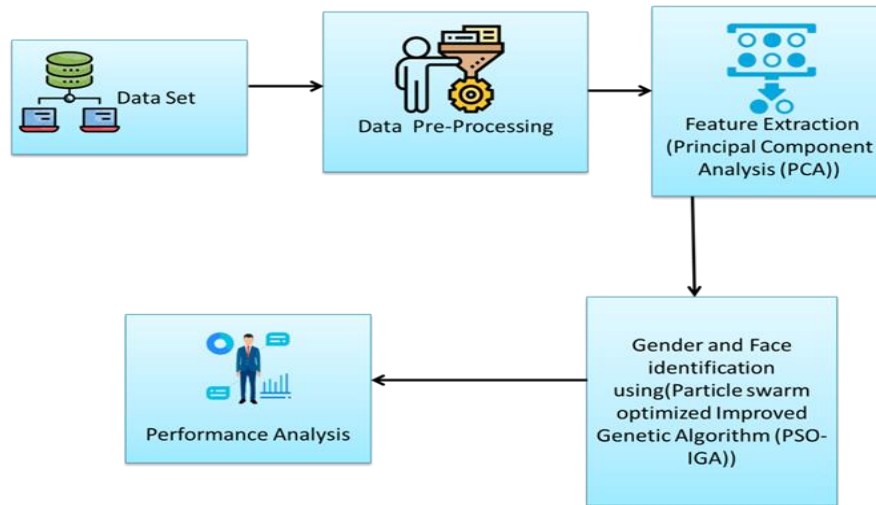 Data Set
Data Pre-Processing
Feature Extraction
(Principal Component
Analysis (PCA))
Gender and Face
identification
using(Particle swarm
optimized Improved
Genetic Algorithm (PSO-
IGA))
Performance Analysis